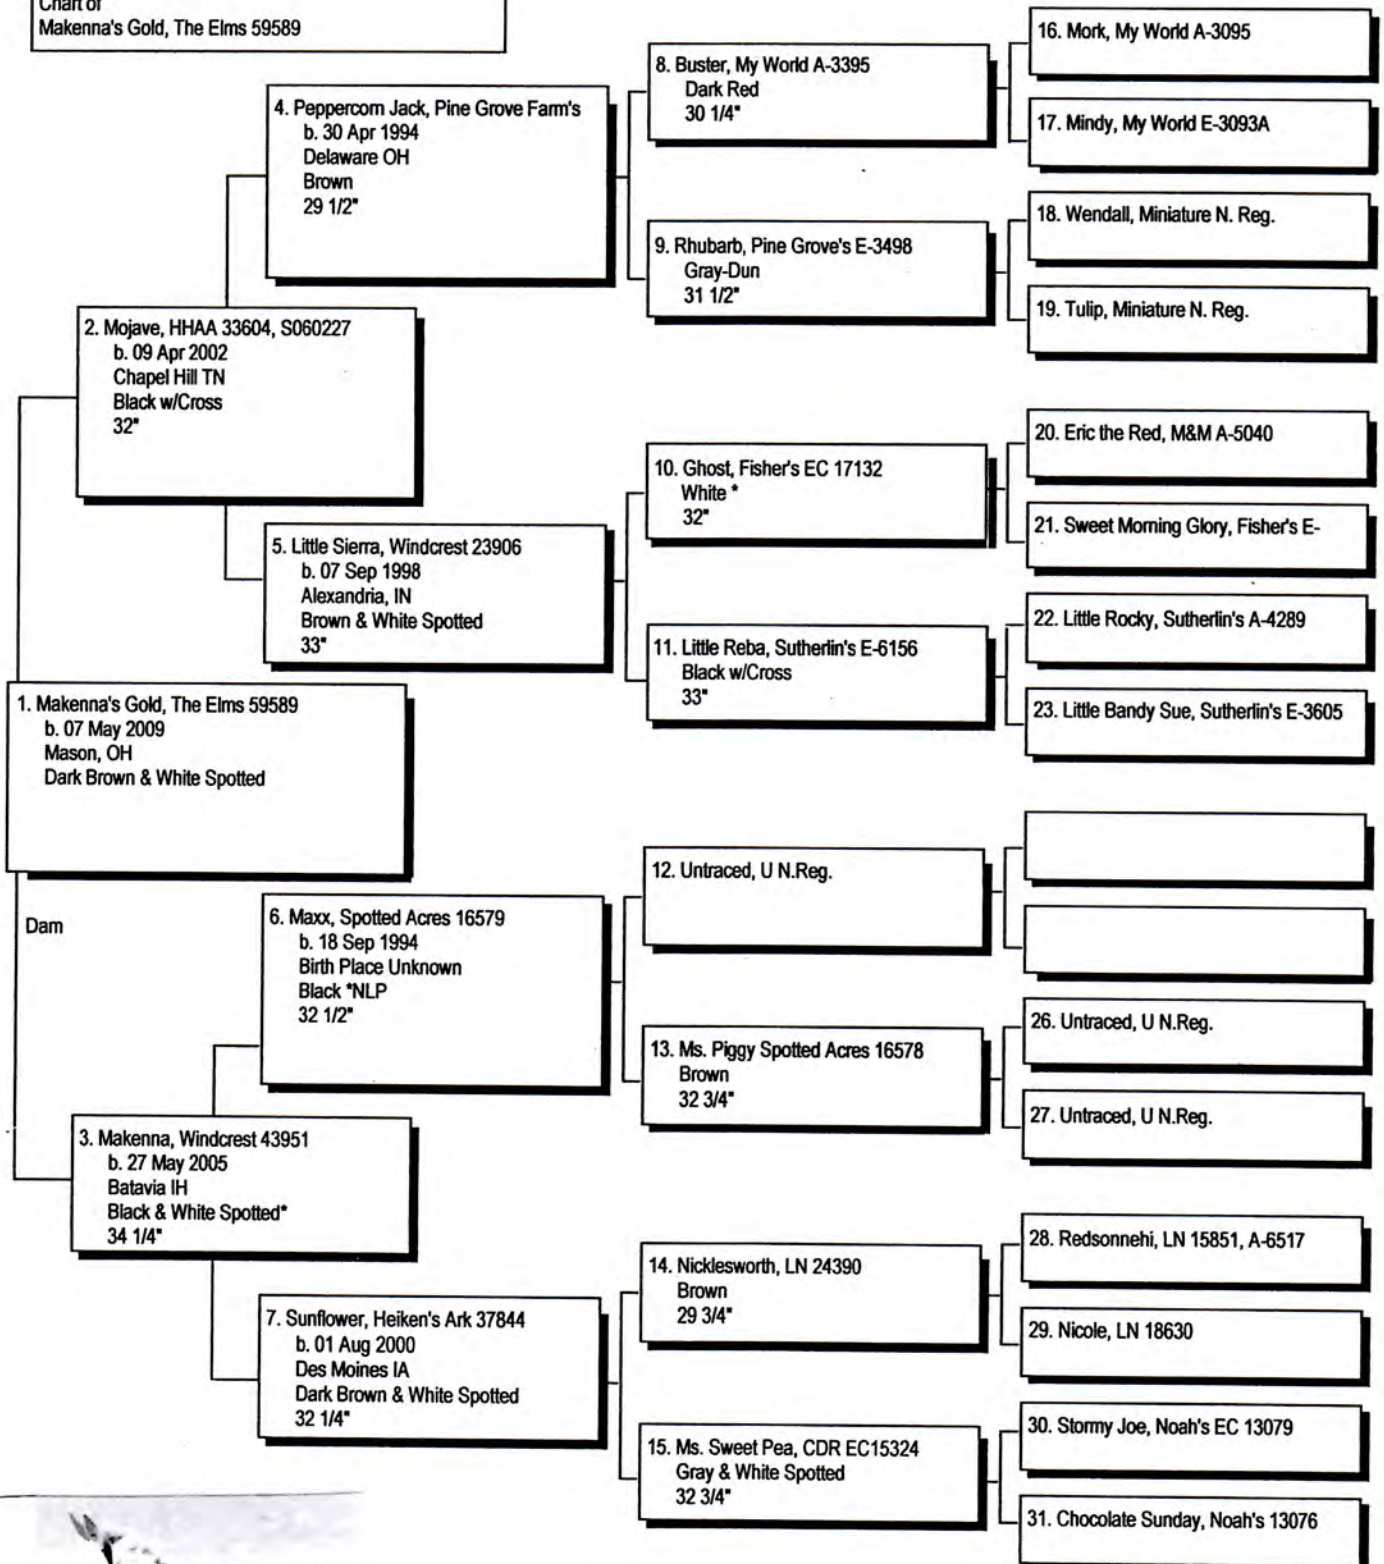 Chart of
Makenna's Gold, The Elms 59589
4. Peppercorn Jack, Pine Grove Farm's
b. 30 Apr 1994
Delaware OH
Brown
29 1/2"
8. Buster, My World A-3395
Dark Red
30 1/4"
16. Mork, My World A-3095
17. Mindy, My World E-3093A
9. Rhubarb, Pine Grove's E-3498
Gray-Dun
31 1/2"
18. Wendall, Miniature N. Reg.
19. Tulip, Miniature N. Reg.
2. Mojave, HHAA 33604, S060227
b. 09 Apr 2002
Chapel Hill TN
Black w/Cross
32"
5. Little Sierra, Windcrest 23906
b. 07 Sep 1998
Alexandria, IN
Brown & White Spotted
33"
10. Ghost, Fisher's EC 17132
White *
32"
20. Eric the Red, M&M A-5040
21. Sweet Morning Glory, Fisher's E-
11. Little Reba, Sutherlin's E-6156
Black w/Cross
33"
22. Little Rocky, Sutherlin's A-4289
23. Little Bandy Sue, Sutherlin's E-3605
1. Makenna's Gold, The Elms 59589
b. 07 May 2009
Mason, OH
Dark Brown & White Spotted
Dam
6. Maxx, Spotted Acres 16579
b. 18 Sep 1994
Birth Place Unknown
Black *NLP
32 1/2"
12. Untraced, U N.Reg.
13. Ms. Piggy Spotted Acres 16578
Brown
32 3/4"
26. Untraced, U N.Reg.
27. Untraced, U N.Reg.
3. Makenna, Windcrest 43951
b. 27 May 2005
Batavia IH
Black & White Spotted*
34 1/4"
7. Sunflower, Heiken's Ark 37844
b. 01 Aug 2000
Des Moines IA
Dark Brown & White Spotted
32 1/4"
14. Nicklesworth, LN 24390
Brown
29 3/4"
28. Redsonnehi, LN 15851, A-6517
29. Nicole, LN 18630
15. Ms. Sweet Pea, CDR EC15324
Gray & White Spotted
32 3/4"
30. Stormy Joe, Noah's EC 13079
31. Chocolate Sunday, Noah's 13076